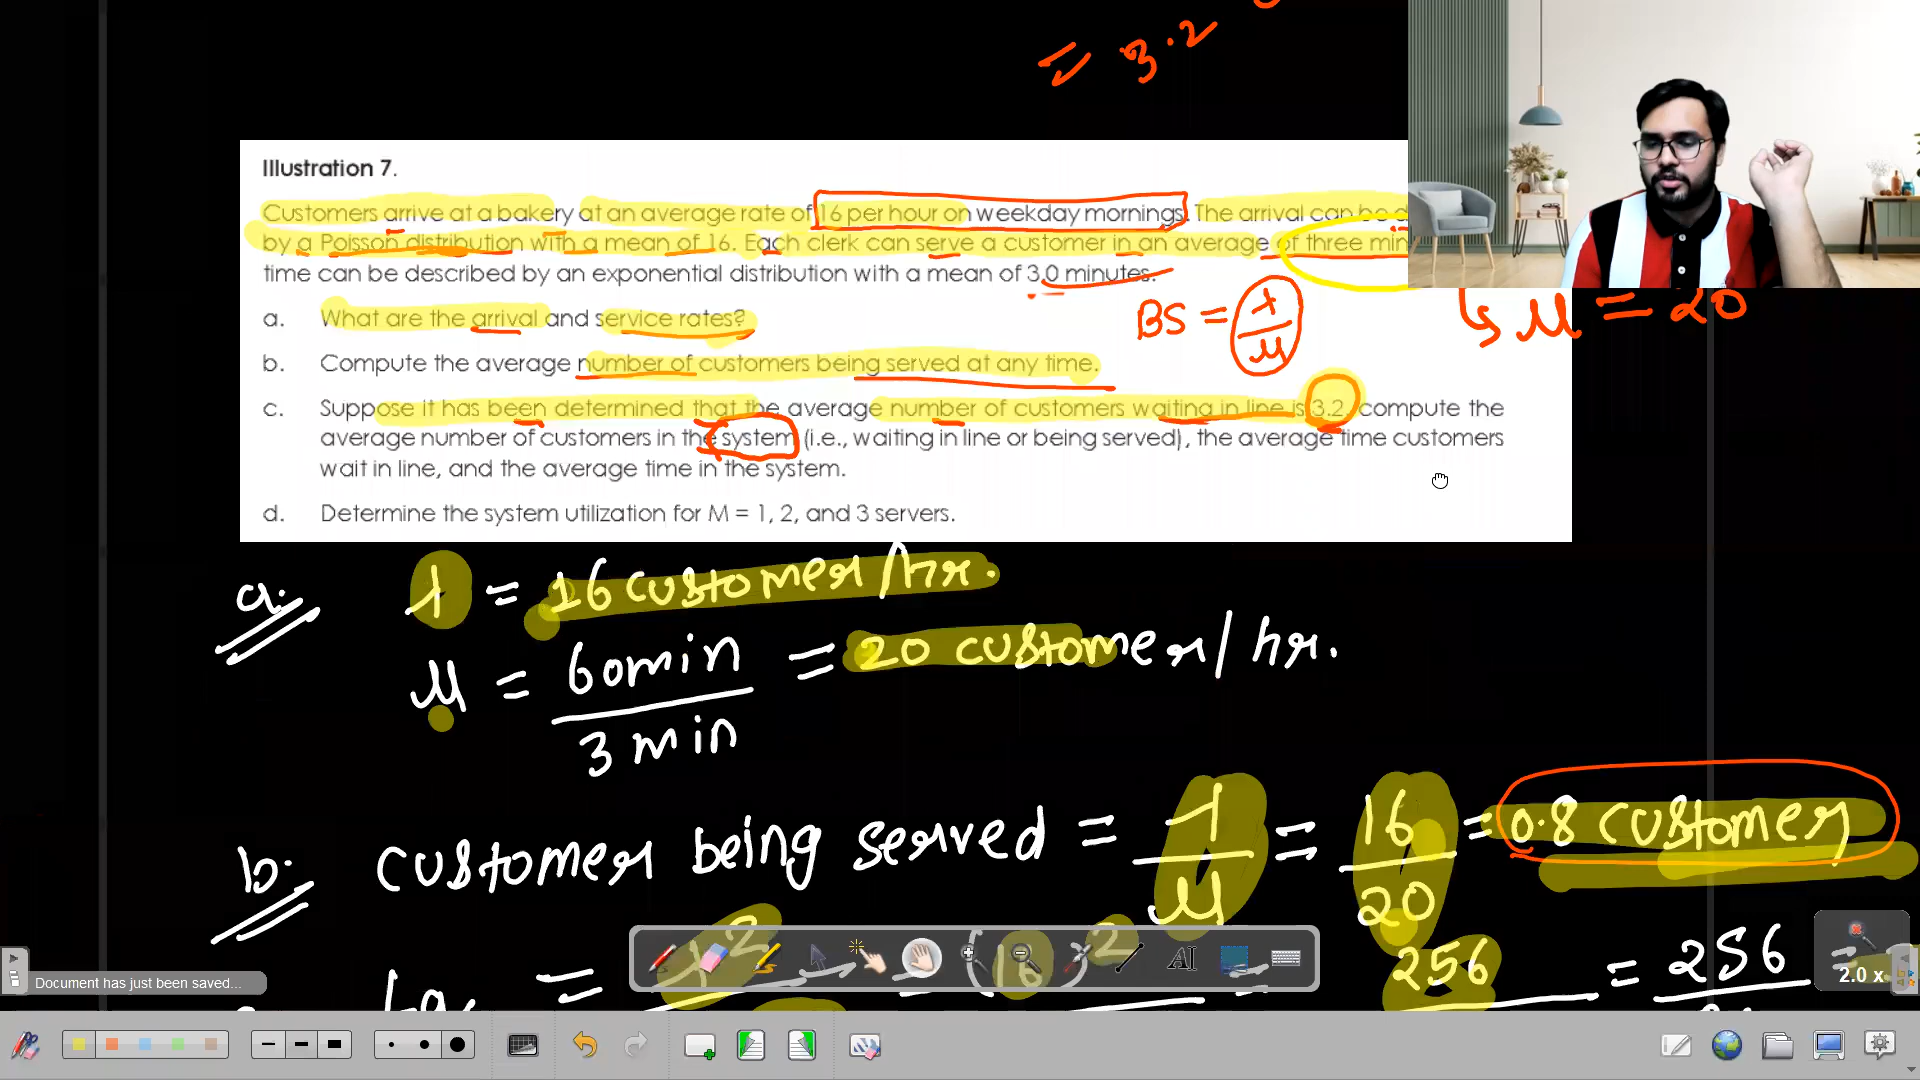 = 3.2
Illustration 7.
Customers arrive at a bakery at an average rate of 16 per hour on weekday mornings. The arrival can be
by a Poisson distribution with a mean of 16. Each clerk can serve a customer in an average of three min
time can be described by an exponential distribution with a mean of 3.0 minutes.
BS = λ/μ
↳ μ = 20
a. What are the arrival and service rates?
b. Compute the average number of customers being served at any time.
c. Suppose it has been determined that the average number of customers waiting in line is 3.2, compute the
average number of customers in the system (i.e., waiting in line or being served), the average time customers
wait in line, and the average time in the system.
d. Determine the system utilization for M = 1, 2, and 3 servers.
a. λ = 16 customer/hr.
μ = 60min/3min = 20 customer/hr.
b. customer being served = λ/μ = 16/20 = 0.8 customer
Lq = λ2 = (16)2 = 256 = 256 =
Document has just been saved...
2.0 x